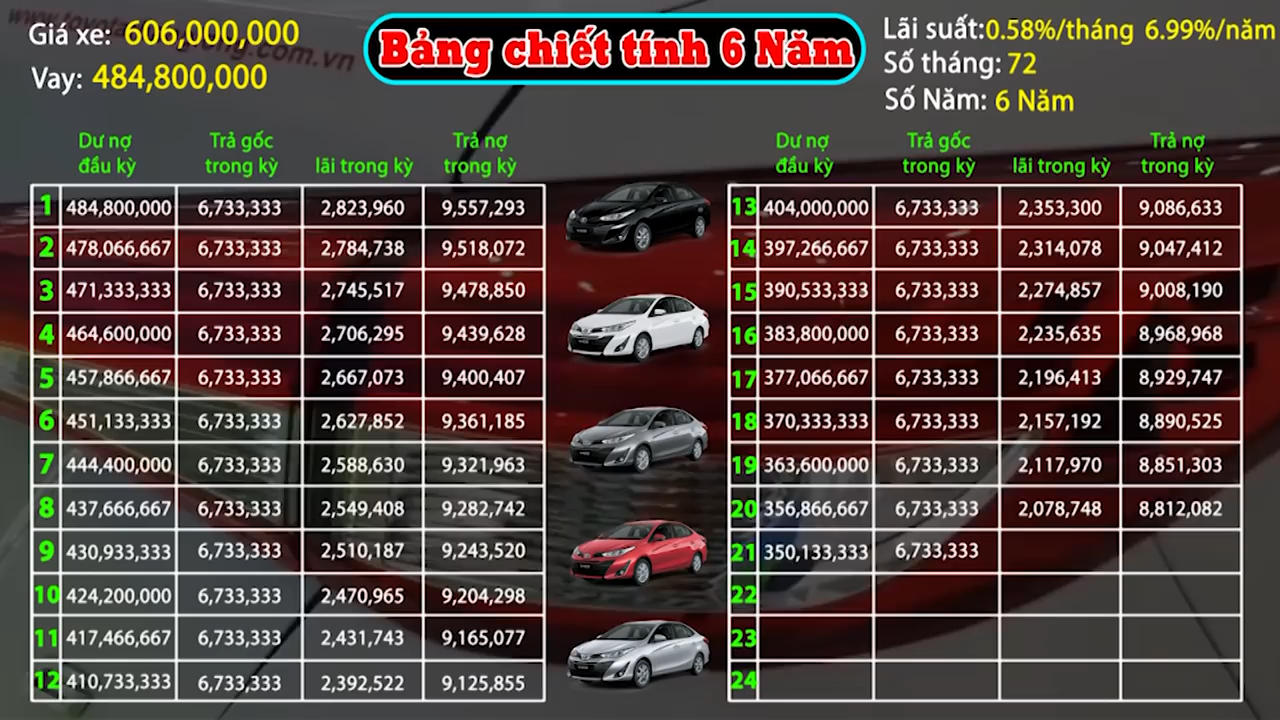 www.toyota
ong.com.vn
Giá xe: 606,000,000
Vay: 484,800,000
Bảng chiết tính 6 Năm
Lãi suất:0.58%/tháng 6.99%/năm
Số tháng: 72
Số Năm: 6 Năm
Dư nợ đầu kỳ Trả gốc trong kỳ lãi trong kỳ Trả nợ trong kỳ
1 484,800,000 6,733,333 2,823,960 9,557,293
2 478,066,667 6,733,333 2,784,738 9,518,072
3 471,333,333 6,733,333 2,745,517 9,478,850
4 464,600,000 6,733,333 2,706,295 9,439,628
5 457,866,667 6,733,333 2,667,073 9,400,407
6 451,133,333 6,733,333 2,627,852 9,361,185
7 444,400,000 6,733,333 2,588,630 9,321,963
8 437,666,667 6,733,333 2,549,408 9,282,742
9 430,933,333 6,733,333 2,510,187 9,243,520
10 424,200,000 6,733,333 2,470,965 9,204,298
11 417,466,667 6,733,333 2,431,743 9,165,077
12 410,733,333 6,733,333 2,392,522 9,125,855
Dư nợ đầu kỳ Trả gốc trong kỳ lãi trong kỳ Trả nợ trong kỳ
13 404,000,000 6,733,333 2,353,300 9,086,633
14 397,266,667 6,733,333 2,314,078 9,047,412
15 390,533,333 6,733,333 2,274,857 9,008,190
16 383,800,000 6,733,333 2,235,635 8,968,968
17 377,066,667 6,733,333 2,196,413 8,929,747
18 370,333,333 6,733,333 2,157,192 8,890,525
19 363,600,000 6,733,333 2,117,970 8,851,303
20 356,866,667 6,733,333 2,078,748 8,812,082
21 350,133,333 6,733,333
22
23
24